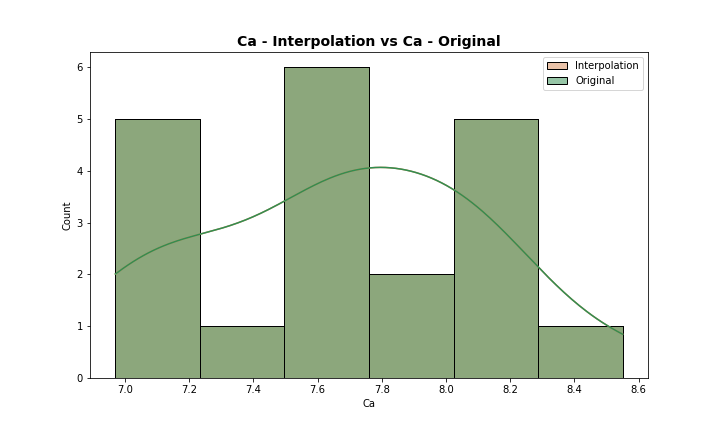 Ca - Interpolation vs Ca - Original
Interpolation
Original
6
5
4
3
2
1
0
Count
7.0 7.2 7.4 7.6 7.8 8.0 8.2 8.4 8.6
Ca